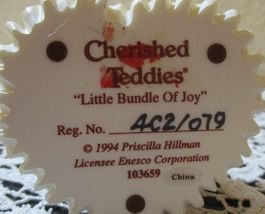 Cherished
Teddies®
"Little Bundle Of Joy"
Reg. No. 4C2/079
© 1994 Priscilla Hillman
Licensee Enesco Corporation
103659 China